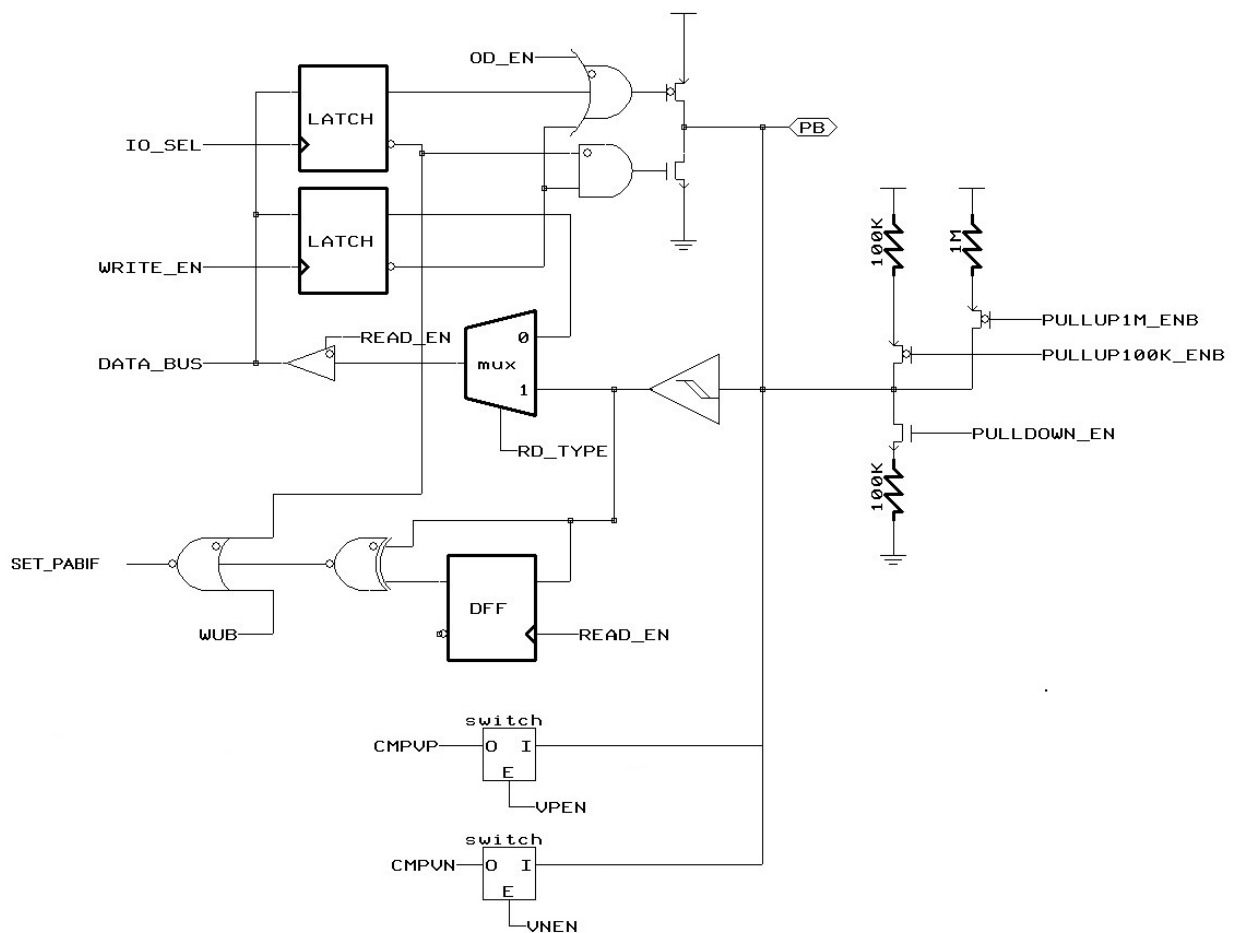 OD_EN
LATCH
PB
IO_SEL
100K
1M
LATCH
WRITE_EN
PULLUP1M_ENB
READ_EN
0
DATA_BUS
mux
PULLUP100K_ENB
1
PULLDOWN_EN
RD_TYPE
100K
SET_PABIF
DFF
WUB
READ_EN
switch
CMPVP
O I
E
VPEN
switch
CMPVN
O I
E
VNEN